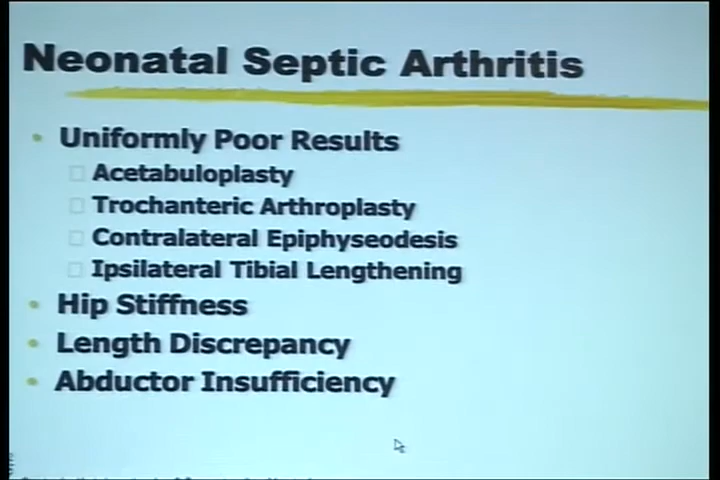 Neonatal Septic Arthritis
Uniformly Poor Results
Acetabuloplasty
Trochanteric Arthroplasty
Contralateral Epiphyseodesis
Ipsilateral Tibial Lengthening
Hip Stiffness
Length Discrepancy
Abductor Insufficiency